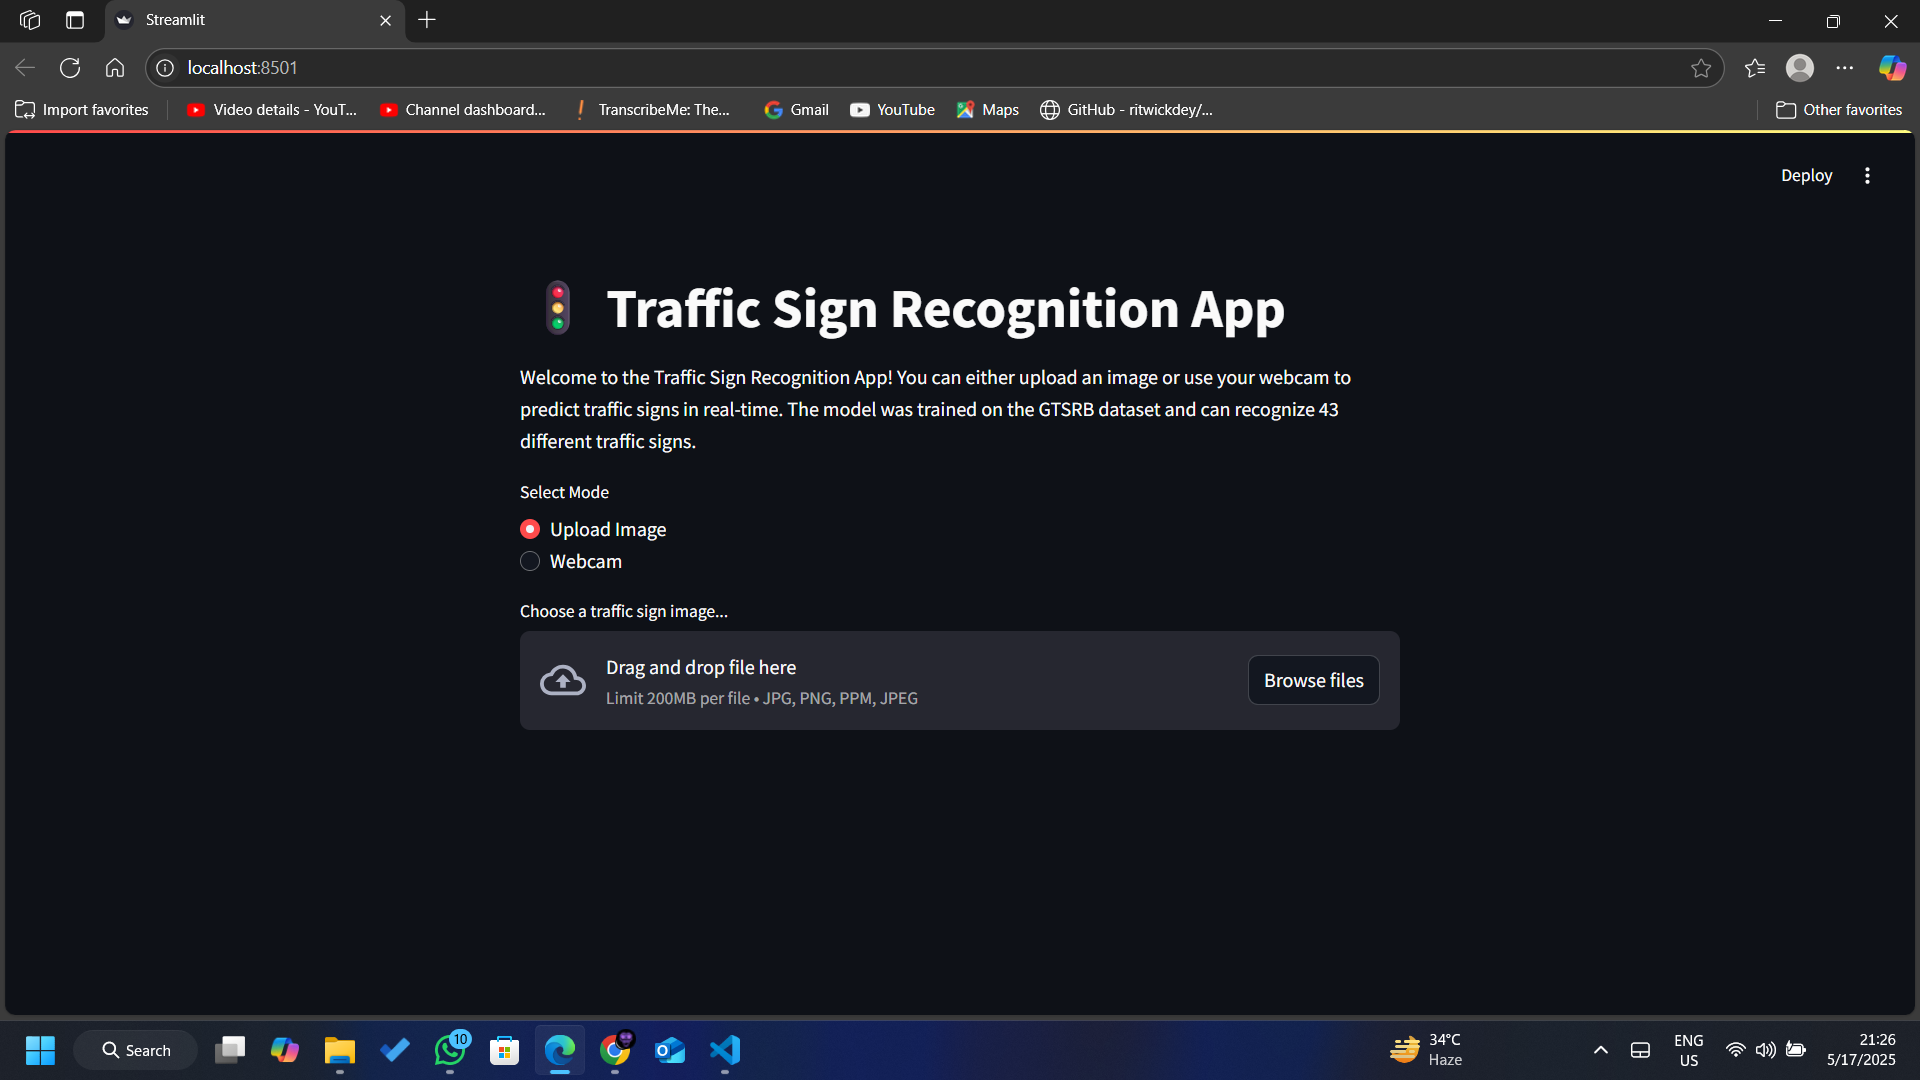 Streamlit
localhost:8501
Import favorites
Video details - YouT...
Channel dashboard...
TranscribeMe: The...
Gmail
YouTube
Maps
GitHub - ritwickdey/...
Other favorites
Deploy
Traffic Sign Recognition App
Welcome to the Traffic Sign Recognition App! You can either upload an image or use your webcam to
predict traffic signs in real-time. The model was trained on the GTSRB dataset and can recognize 43
different traffic signs.
Select Mode
Upload Image
Webcam
Choose a traffic sign image...
Drag and drop file here
Limit 200MB per file • JPG, PNG, PPM, JPEG
Browse files
Search
10
34°C
Haze
ENG
US
21:26
5/17/2025